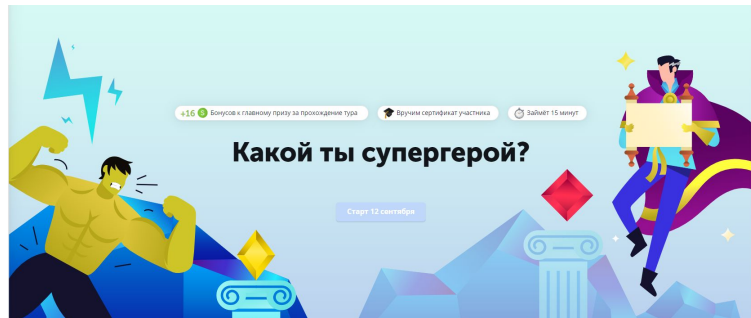 +16 Бонусов к главному призу за прохождение тура
Вручим сертификат участника
Займёт 15 минут
Какой ты супергерой?
Старт 12 сентября